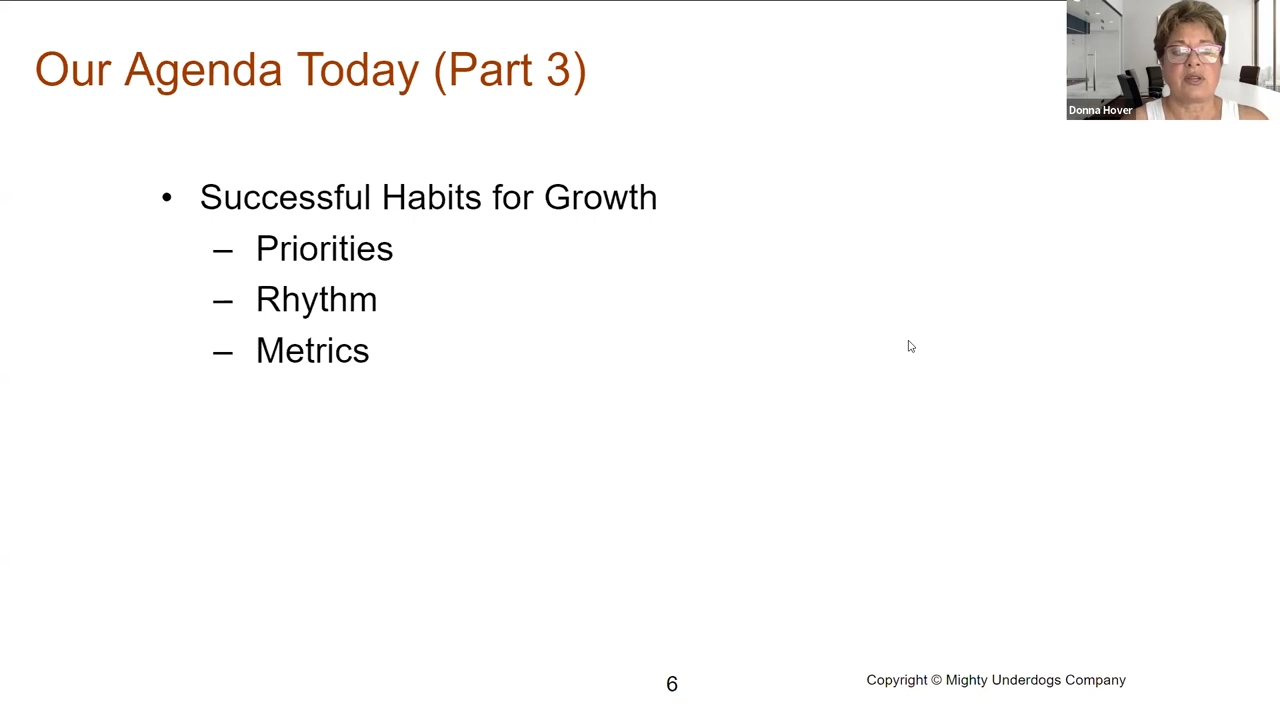 Our Agenda Today (Part 3)
Donna Hover
• Successful Habits for Growth
– Priorities
– Rhythm
– Metrics
6
Copyright © Mighty Underdogs Company